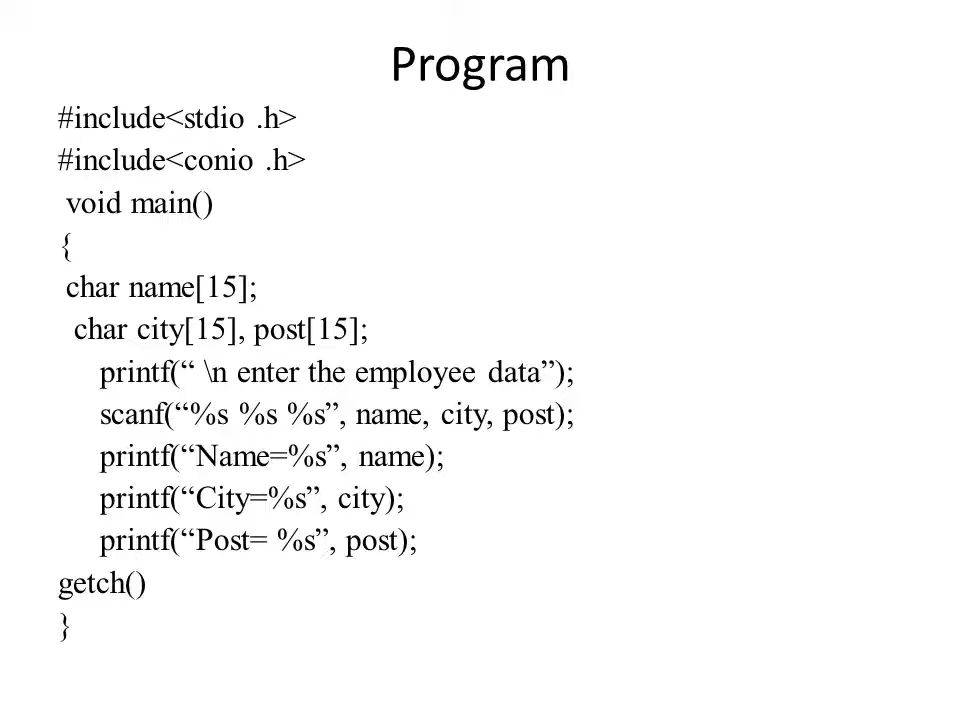 Program
#include<stdio .h>
#include<conio .h>
void main()
{
char name[15];
char city[15], post[15];
printf(“ \n enter the employee data”);
scanf(“%s %s %s”, name, city, post);
printf(“Name=%s”, name);
printf(“City=%s”, city);
printf(“Post= %s”, post);
getch()
}